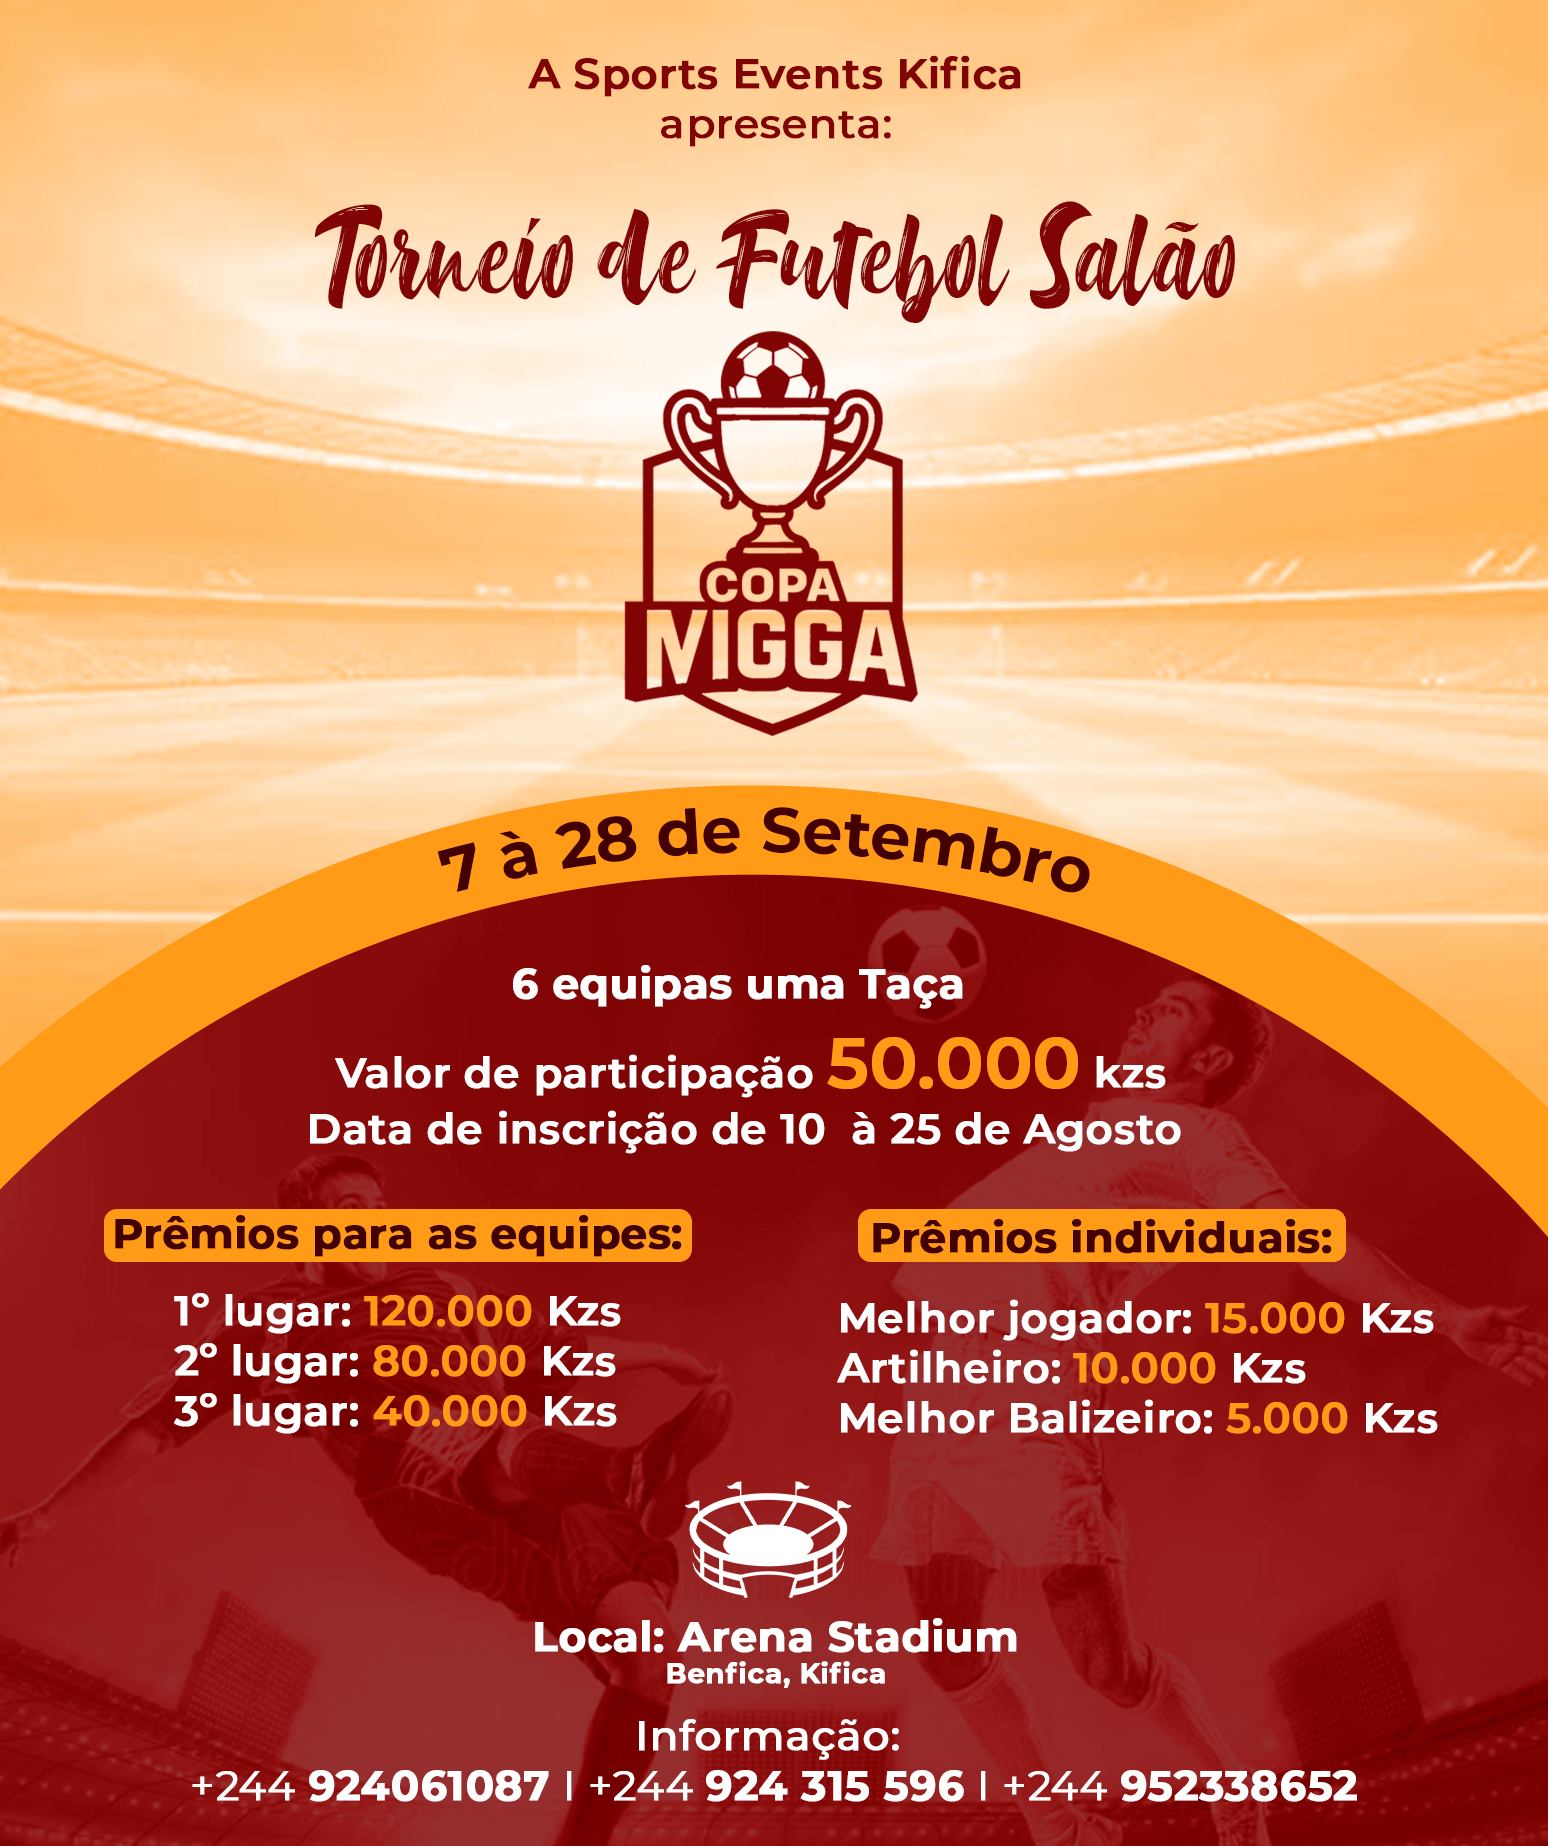 A Sports Events Kifica
apresenta:
Torneio de Futebol Salão
COPA
MIGGA
7 à 28 de Setembro
6 equipas uma Taça
Valor de participação 50.000 kzs
Data de inscrição de 10 à 25 de Agosto
Prêmios para as equipes:
1º lugar: 120.000 Kzs
2º lugar: 80.000 Kzs
3º lugar: 40.000 Kzs
Prêmios individuais:
Melhor jogador: 15.000 Kzs
Artilheiro: 10.000 Kzs
Melhor Balizeiro: 5.000 Kzs
Local: Arena Stadium
Benfica, Kifica
Informação:
+244 924061087 I +244 924 315 596 I +244 952338652